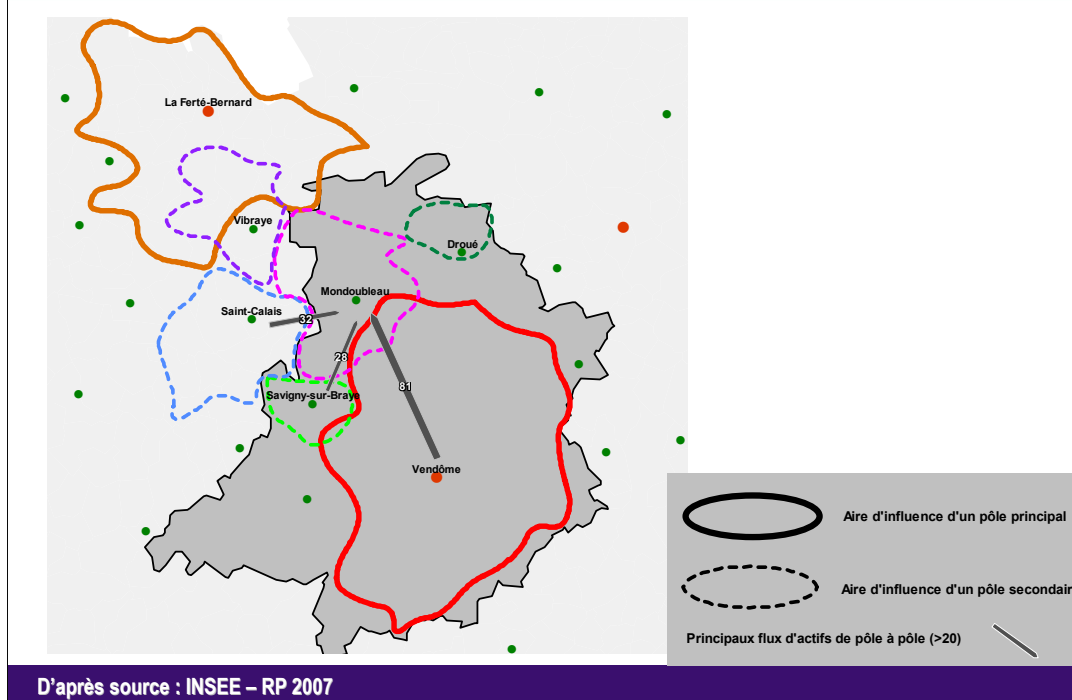 La Ferté-Bernard
Vibraye
Droué
Mondoubleau
Saint-Calais
32
28
81
Savigny-sur-Braye
Vendôme
Aire d'influence d'un pôle principal
Aire d'influence d'un pôle secondair
Principaux flux d'actifs de pôle à pôle (>20)
D'après source : INSEE – RP 2007